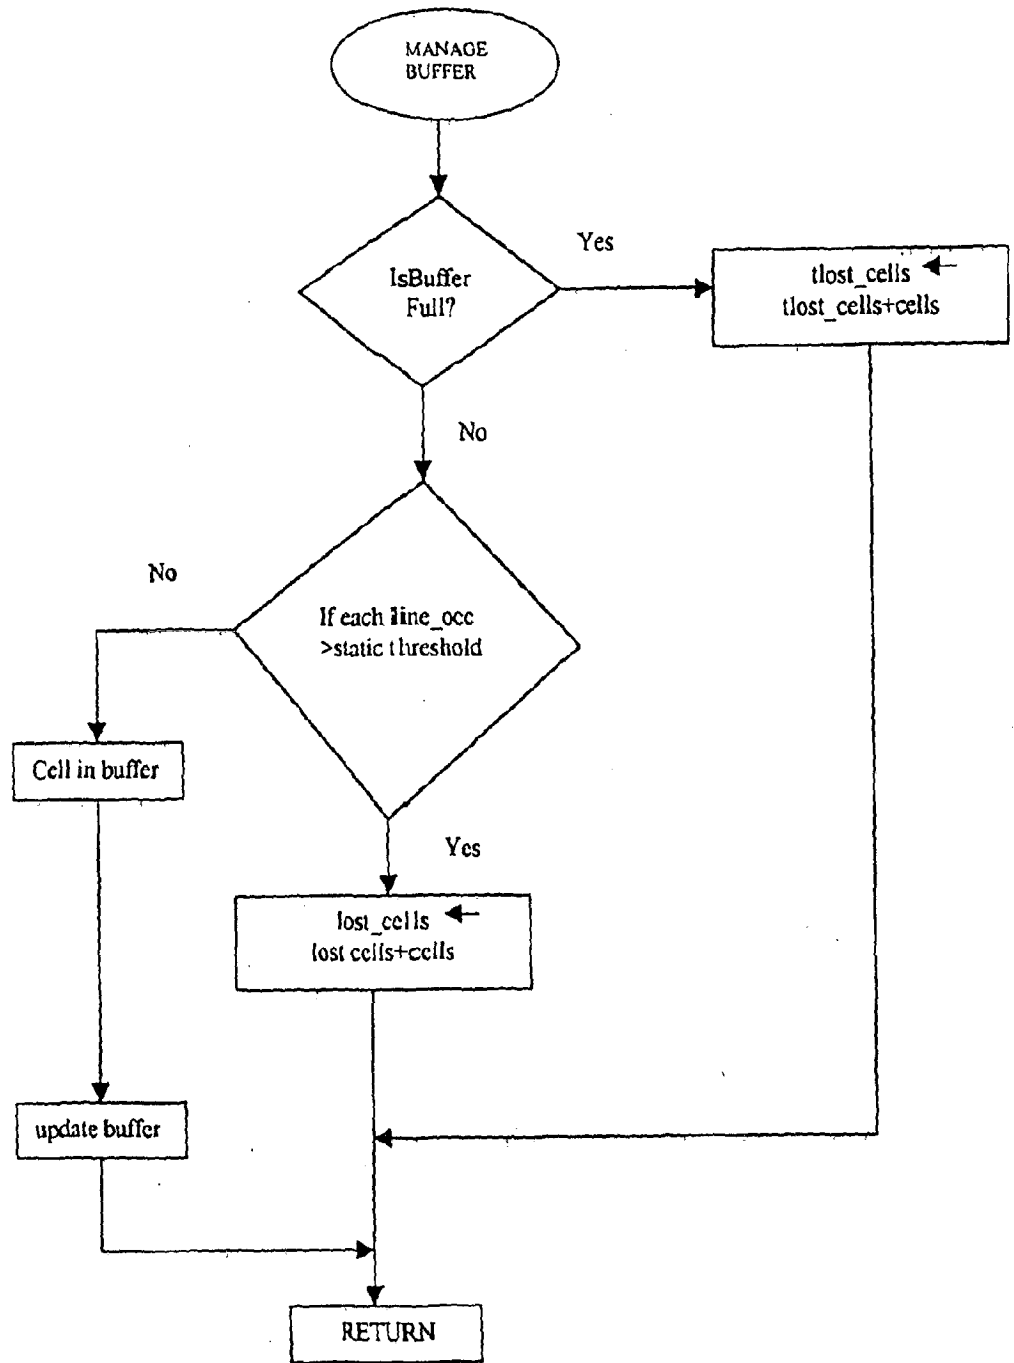 MANAGE
BUFFER
Yes
IsBuffer
Full?
tlost_cells ←
tlost_cells+cells
No
No
If each line_occ
>static threshold
Cell in buffer
Yes
lost_cells ←
lost cells+cells
update buffer
RETURN